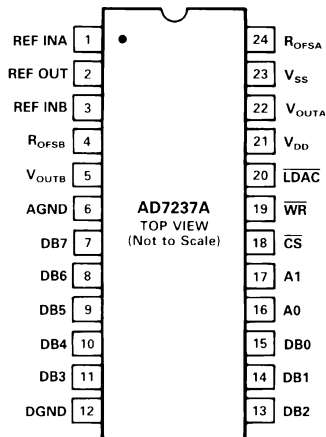 REF INA 1
REF OUT 2
REF INB 3
ROFSB 4
VOUTB 5
AGND 6
DB7 7
DB6 8
DB5 9
DB4 10
DB3 11
DGND 12
AD7237A
TOP VIEW
(Not to Scale)
24 ROFSA
23 VSS
22 VOUTA
21 VDD
20 LDAC
19 WR
18 CS
17 A1
16 A0
15 DB0
14 DB1
13 DB2